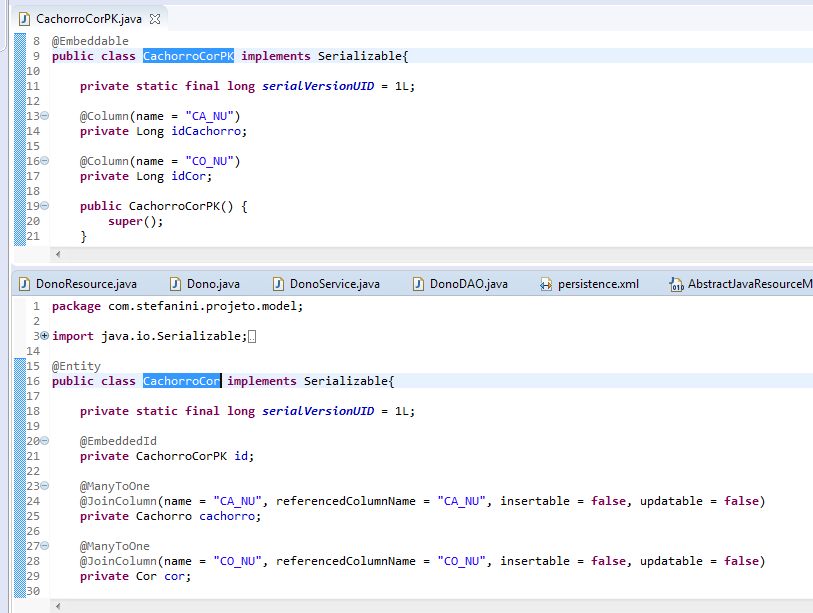 CachorroCorPK.java
8 @Embeddable
9 public class CachorroCorPK implements Serializable{
10
11 private static final long serialVersionUID = 1L;
12
13 @Column(name = "CA_NU")
14 private Long idCachorro;
15
16 @Column(name = "CO_NU")
17 private Long idCor;
18
19 public CachorroCorPK() {
20 super();
21 }
DonoResource.java Dono.java DonoService.java DonoDAO.java persistence.xml AbstractJavaResourceM
1 package com.stefanini.projeto.model;
2
3 import java.io.Serializable;
14
15 @Entity
16 public class CachorroCor implements Serializable{
17
18 private static final long serialVersionUID = 1L;
19
20 @EmbeddedId
21 private CachorroCorPK id;
22
23 @ManyToOne
24 @JoinColumn(name = "CA_NU", referencedColumnName = "CA_NU", insertable = false, updatable = false)
25 private Cachorro cachorro;
26
27 @ManyToOne
28 @JoinColumn(name = "CO_NU", referencedColumnName = "CO_NU", insertable = false, updatable = false)
29 private Cor cor;
30